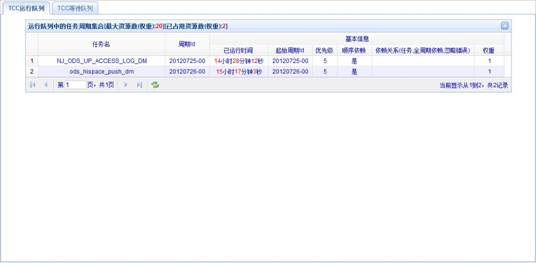 TCC运行队列 TCC等待队列
运行队列中的任务周期集合[最大资源数(权重):20][已占用资源数(权重):2]
任务名 周期Id 基本信息
已运行时间 起始周期Id 优先级 顺序依赖 依赖关系(任务,全周期依赖,忽略错误) 权重
1 NJ_ODS_UP_ACCESS_LOG_DM 20120725-00 14小时28分钟12秒 20120725-00 5 是 1
2 ods_hispace_push_dm 20120726-00 15小时17分钟3秒 20120726-00 5 是 1
第 1 页，共1页 当前显示从1到2，共2记录